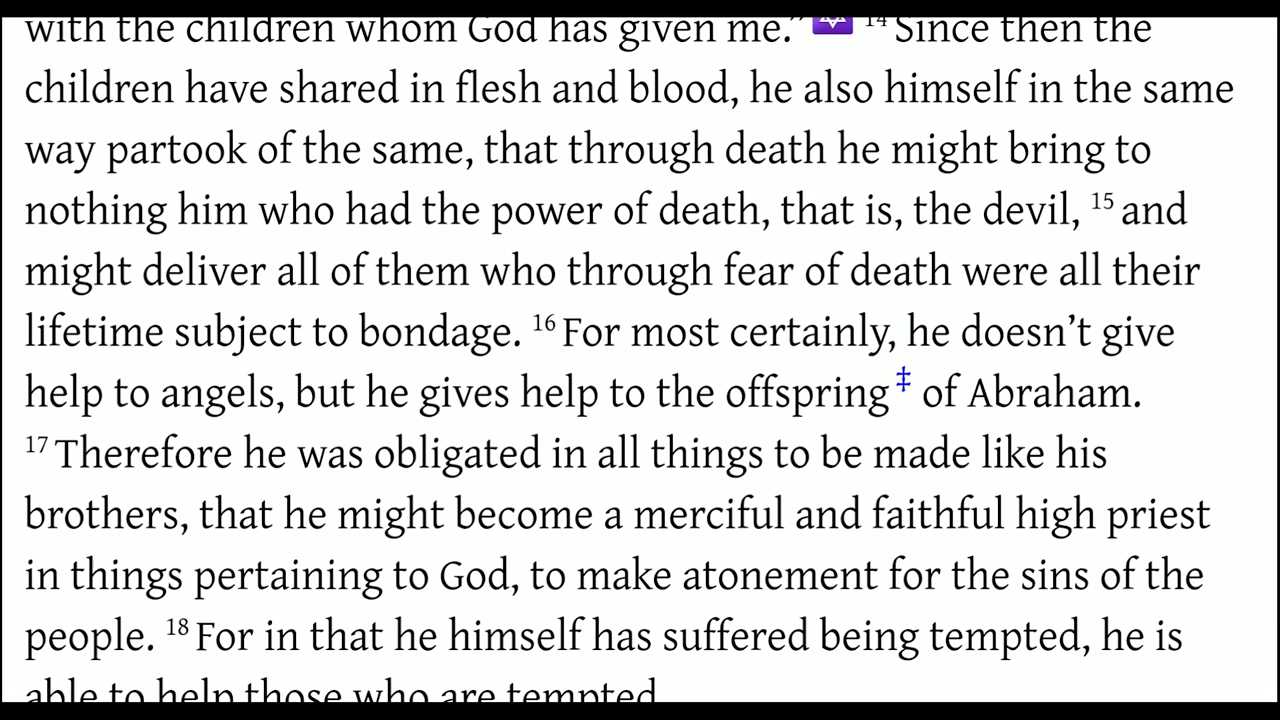 with the children whom God has given me.” 🔯 14 Since then the
children have shared in flesh and blood, he also himself in the same
way partook of the same, that through death he might bring to
nothing him who had the power of death, that is, the devil, 15 and
might deliver all of them who through fear of death were all their
lifetime subject to bondage. 16 For most certainly, he doesn’t give
help to angels, but he gives help to the offspring ‡ of Abraham.
17 Therefore he was obligated in all things to be made like his
brothers, that he might become a merciful and faithful high priest
in things pertaining to God, to make atonement for the sins of the
people. 18 For in that he himself has suffered being tempted, he is
able to help those who are tempted